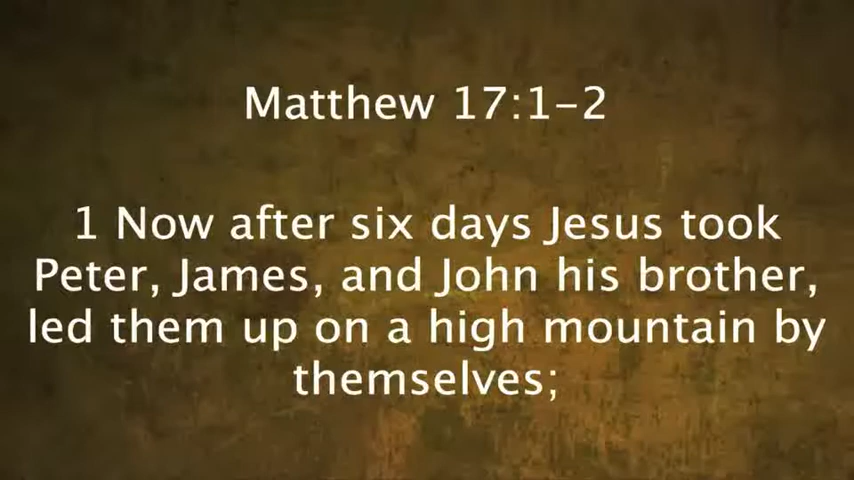 Matthew 17:1-2
1 Now after six days Jesus took
Peter, James, and John his brother,
led them up on a high mountain by
themselves;